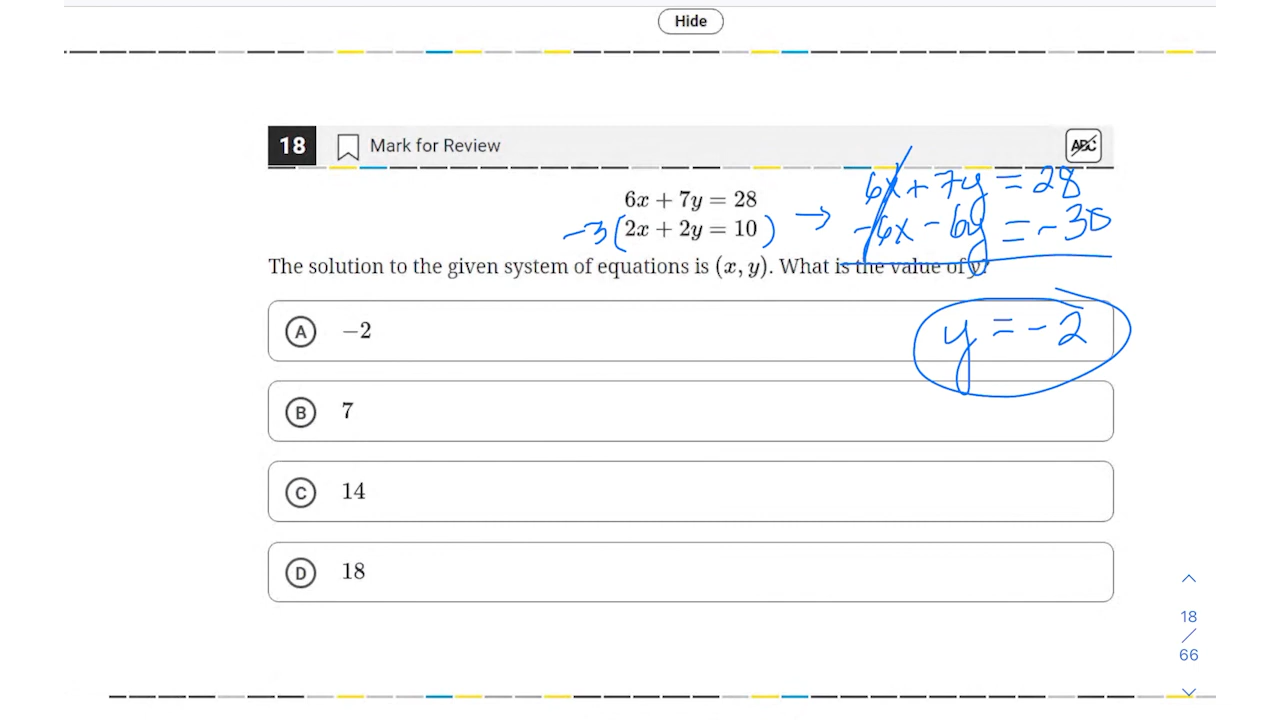 Hide
18 Mark for Review ABC
6x + 7y = 28
2x + 2y = 10
-3( )
→ 6x + 7y = 28
-6x - 6y = -30
The solution to the given system of equations is (x, y). What is the value of y?
y = -2
A −2
B 7
C 14
D 18
18
/
66